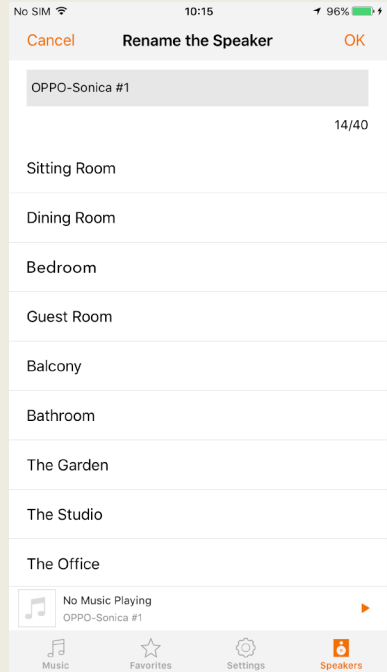 No SIM 10:15 96%
Cancel Rename the Speaker OK
OPPO-Sonica #1
14/40
Sitting Room
Dining Room
Bedroom
Guest Room
Balcony
Bathroom
The Garden
The Studio
The Office
No Music Playing
OPPO-Sonica #1
Music Favorites Settings Speakers